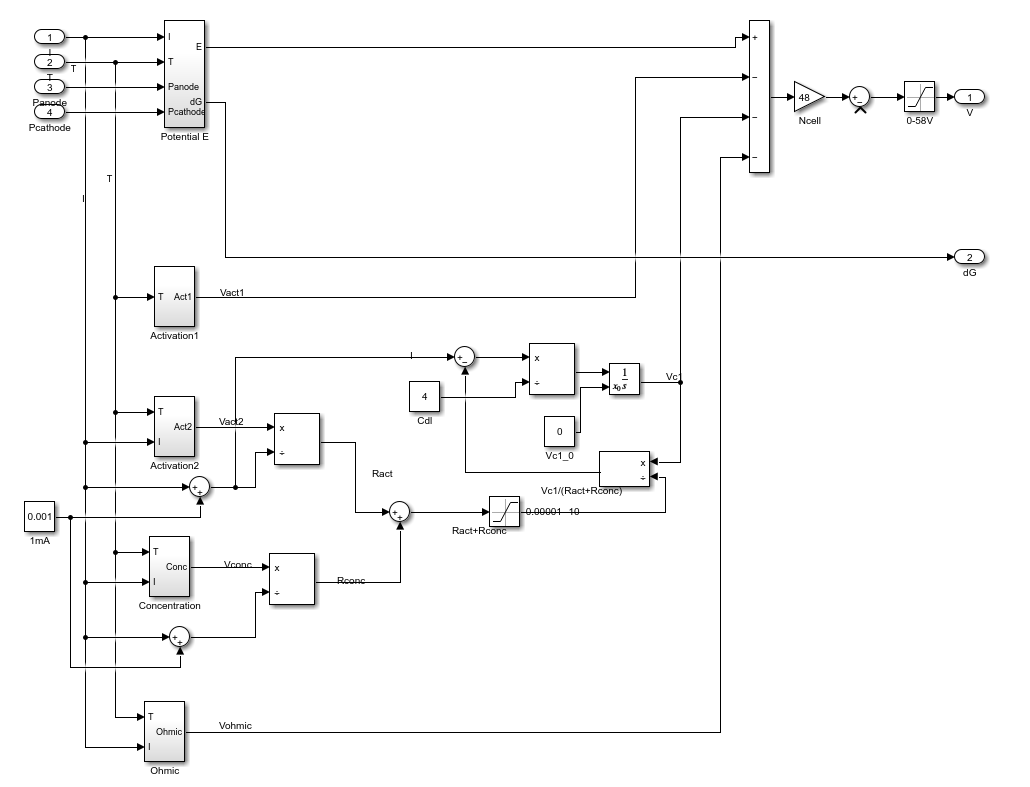 1
I
2
T
T
3
Panode
4
Pcathode
I
T
Panode
Pcathode
E
dG
Potential E
+
−
−
−
48
Ncell
+
−
0-58V
1
V
2
dG
T
I
T
Act1
Activation1
Vact1
I
+
−
x
÷
4
Cdl
1
s
x₀
Vc1
0
Vc1_0
T
I
Act2
Activation2
Vact2
x
÷
Ract
x
÷
Vc1/(Ract+Rconc)
0.001
1mA
+
+
+
+
Ract+Rconc
0.00001--10
T
I
Conc
Concentration
Vconc
x
÷
Rconc
+
+
T
I
Ohmic
Ohmic
Vohmic